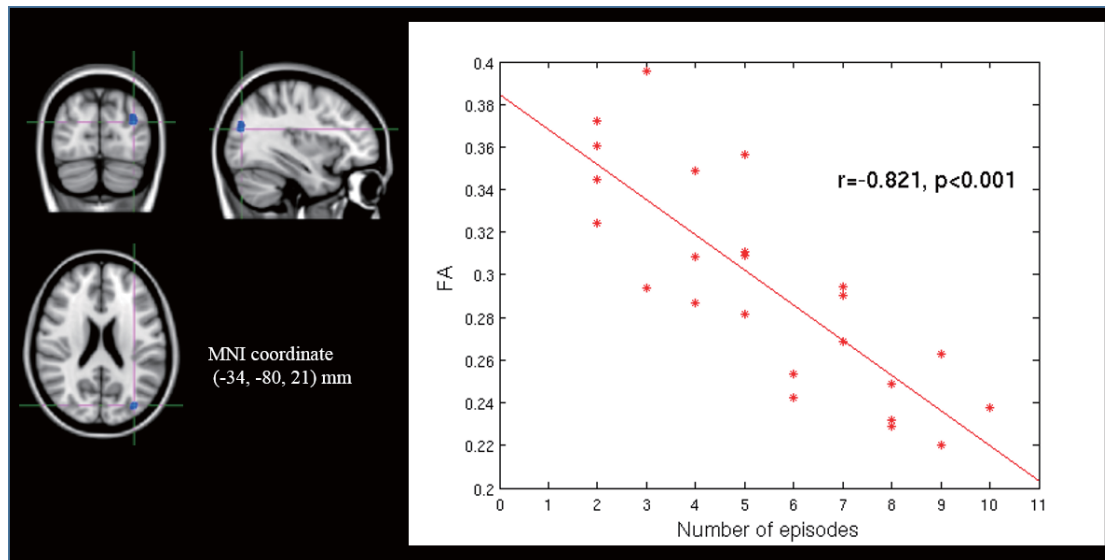 MNI coordinate
(-34, -80, 21) mm
0.4
0.38
0.36
0.34
0.32
0.3
0.28
0.26
0.24
0.22
0.2
FA
r=-0.821, p<0.001
0 1 2 3 4 5 6 7 8 9 10 11
Number of episodes